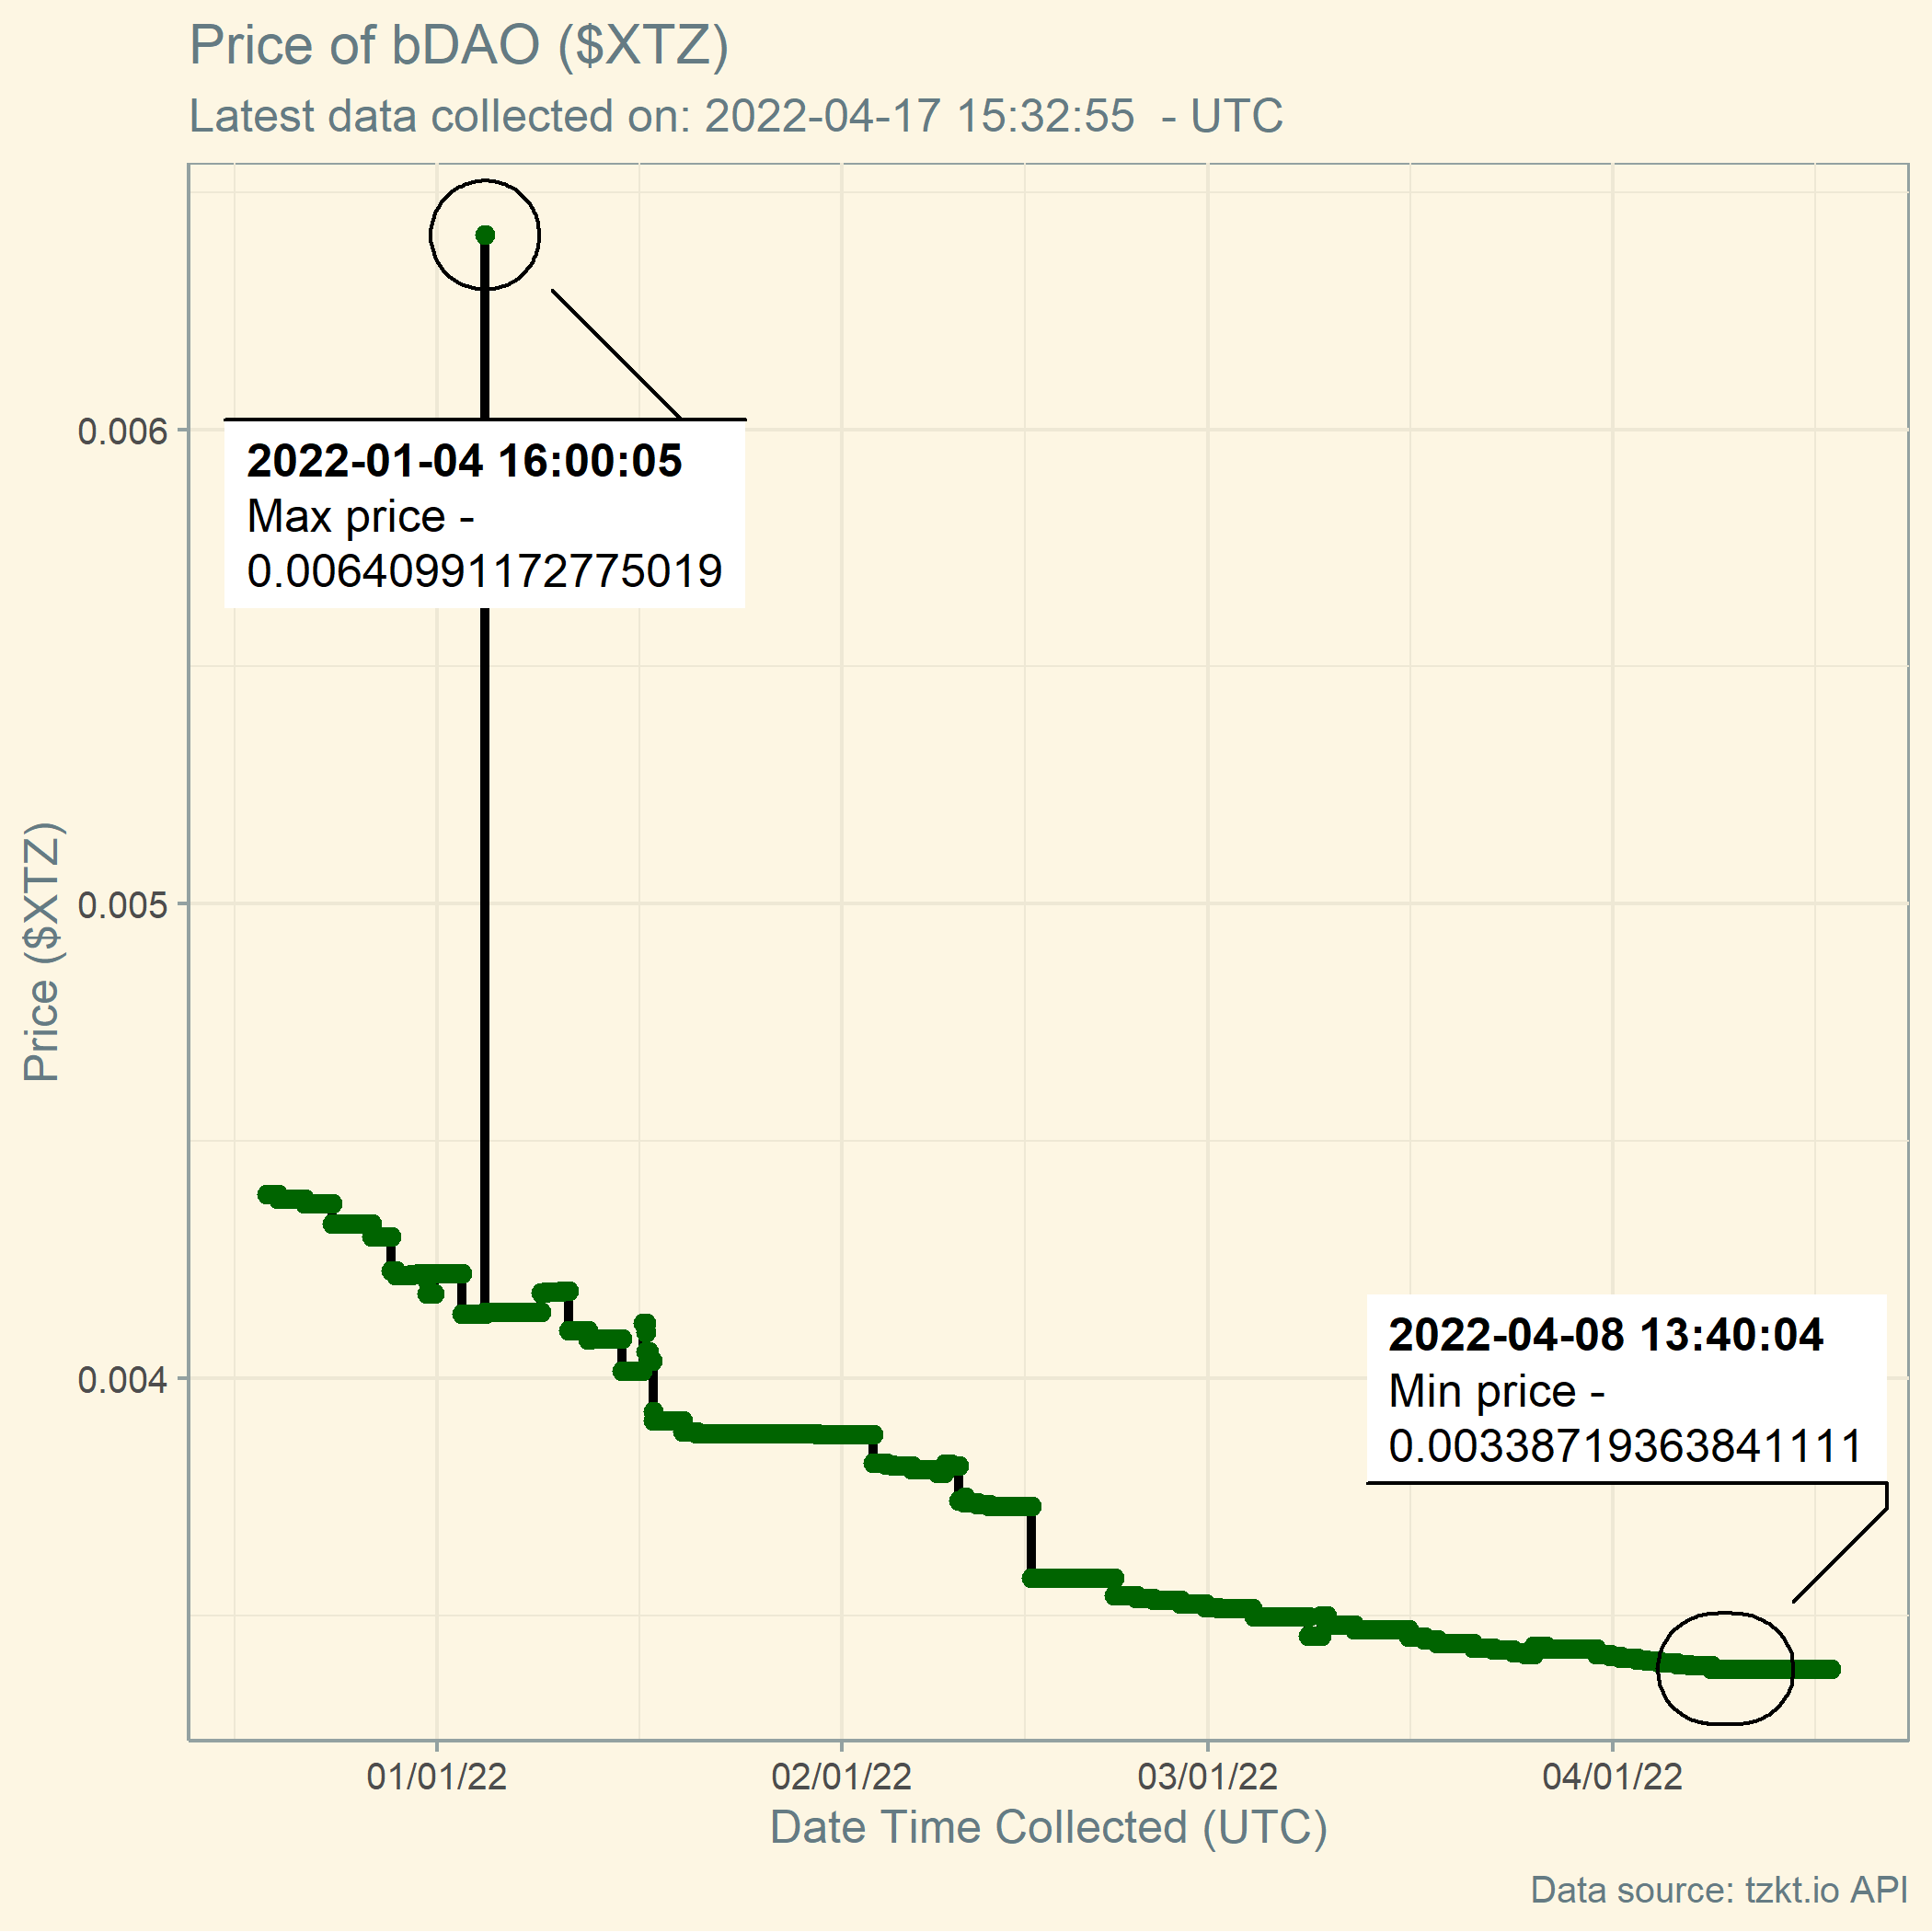 Price of bDAO ($XTZ)
Latest data collected on: 2022-04-17 15:32:55  - UTC
2022-01-04 16:00:05
Max price -
0.00640991172775019
2022-04-08 13:40:04
Min price -
0.00338719363841111
0.006
0.005
0.004
Price ($XTZ)
01/01/22
02/01/22
03/01/22
04/01/22
Date Time Collected (UTC)
Data source: tzkt.io API